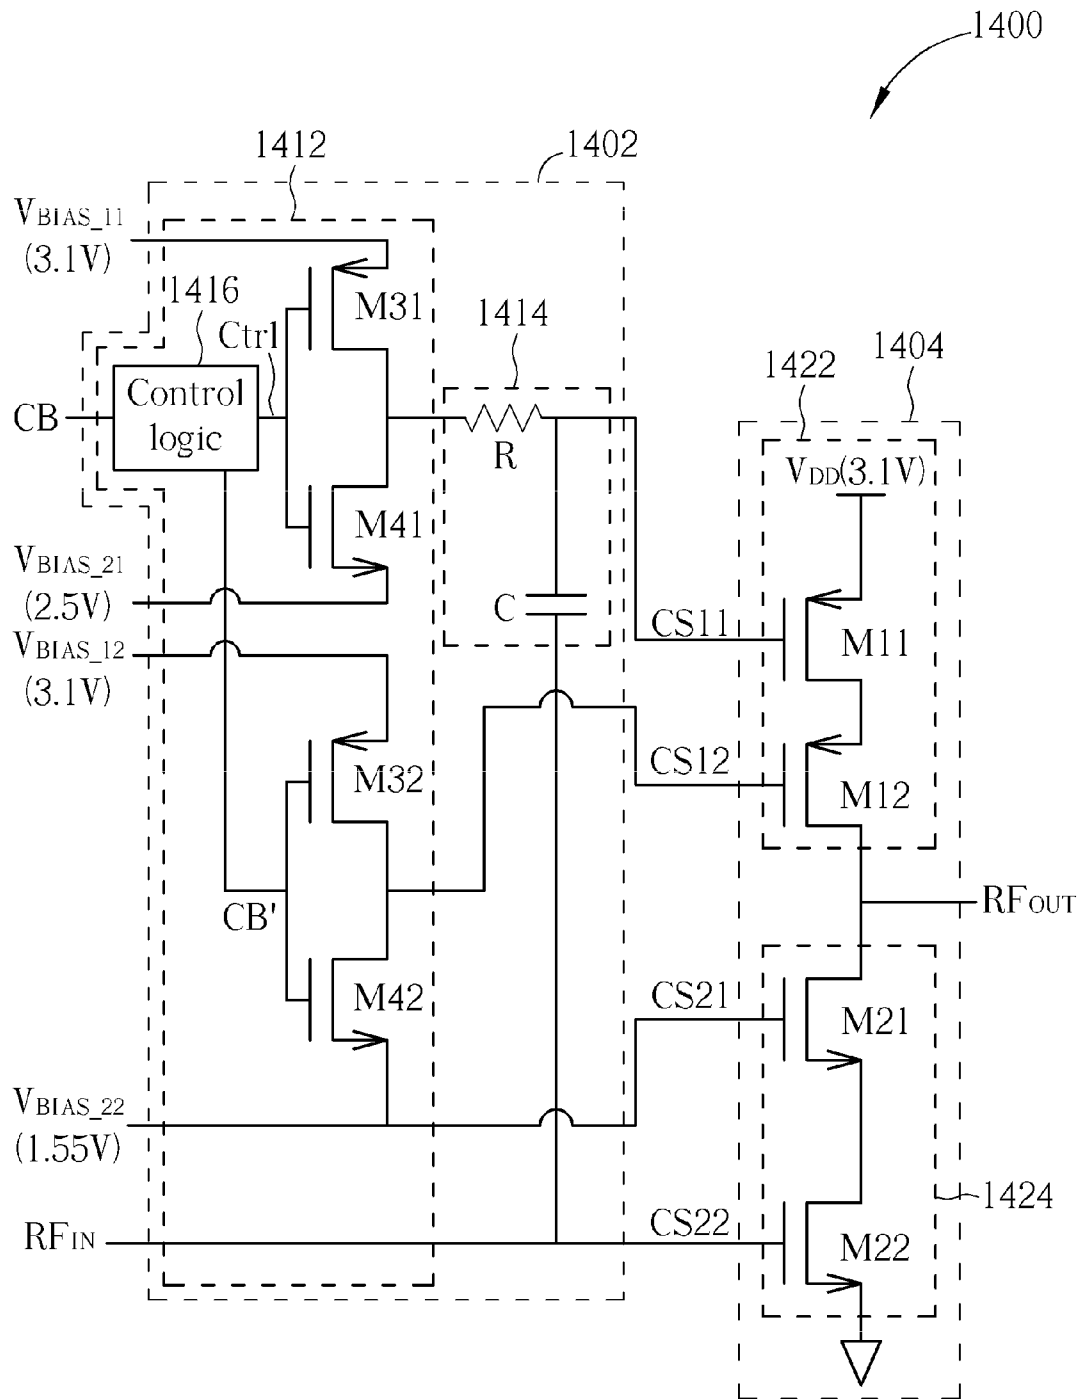 1400
1412
1402
VBIAS_11
(3.1V)
1416
Ctrl
M31
1414
1404
1422
CB
Control
logic
R
VDD(3.1V)
M41
VBIAS_21
(2.5V)
C
CS11
M11
VBIAS_12
(3.1V)
M32
CS12
M12
CB'
RFOUT
M42
CS21
M21
VBIAS_22
(1.55V)
1424
RFIN
CS22
M22